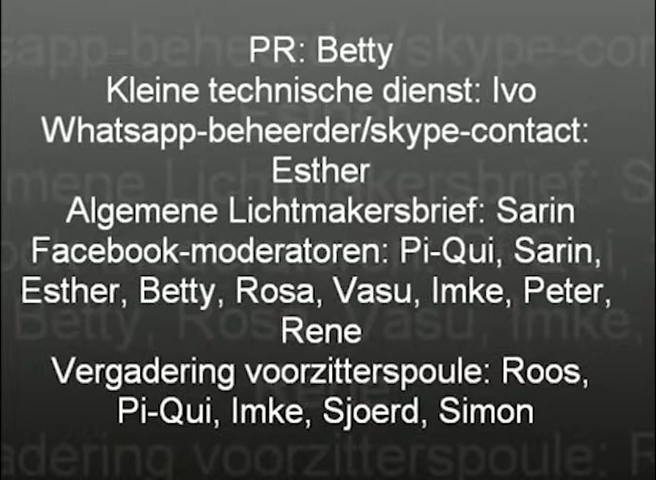 PR: Betty
Kleine technische dienst: Ivo
Whatsapp-beheerder/skype-contact:
Esther
Algemene Lichtmakersbrief: Sarin
Facebook-moderatoren: Pi-Qui, Sarin,
Esther, Betty, Rosa, Vasu, Imke, Peter,
Rene
Vergadering voorzitterspoule: Roos,
Pi-Qui, Imke, Sjoerd, Simon